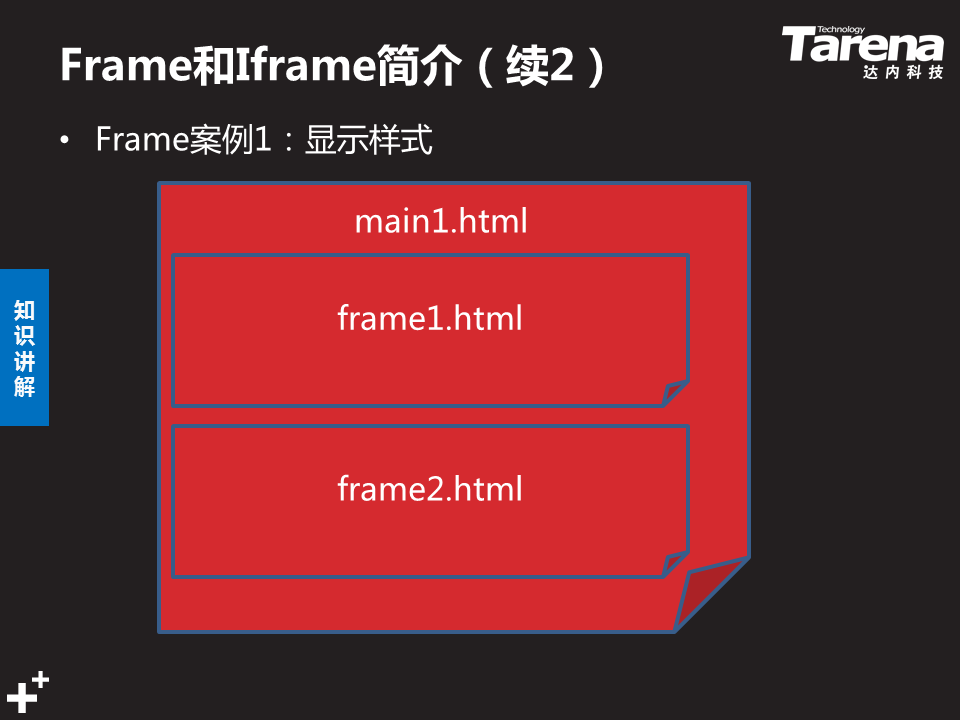 Frame和Iframe简介（续2）
Technology
Tarena
达内科技
• Frame案例1：显示样式
main1.html
frame1.html
frame2.html
知识讲解